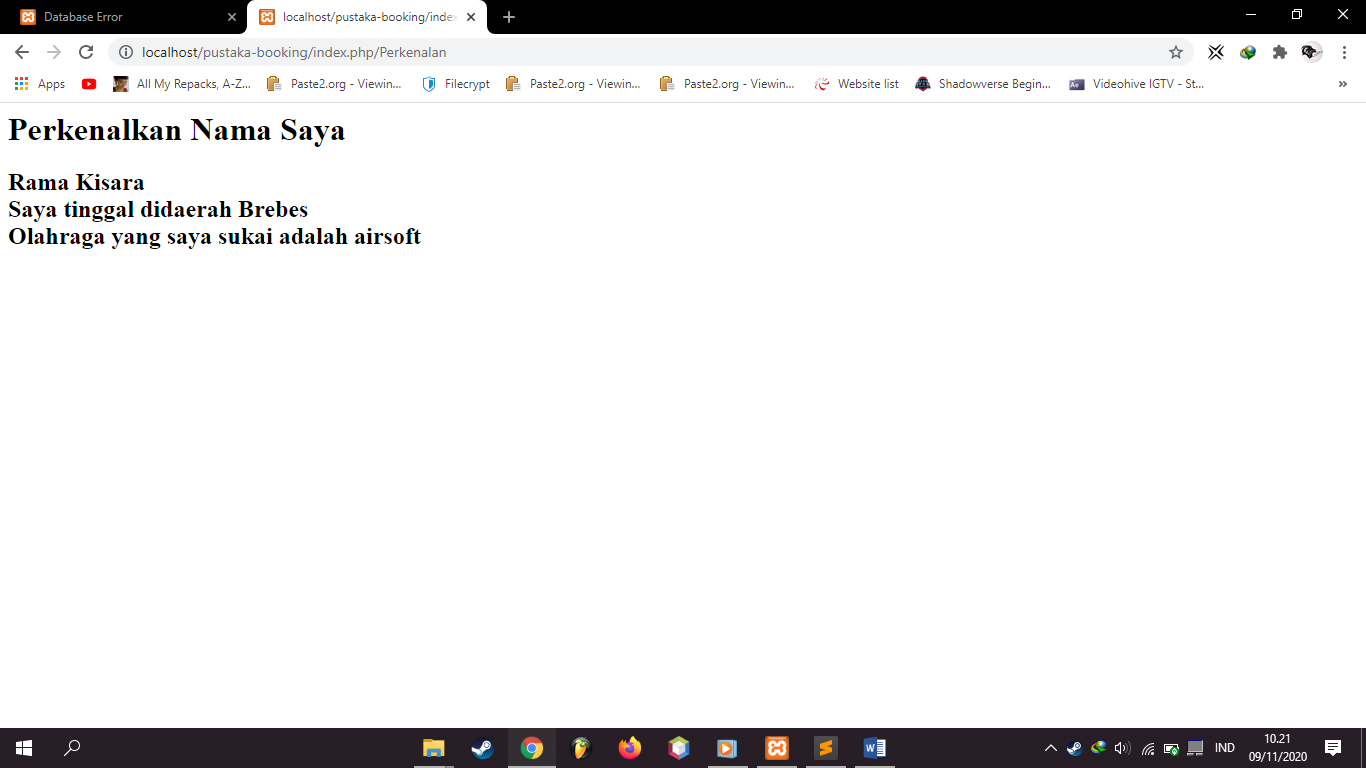 Database Error
localhost/pustaka-booking/index
localhost/pustaka-booking/index.php/Perkenalan
Apps
All My Repacks, A-Z...
Paste2.org - Viewin...
Filecrypt
Paste2.org - Viewin...
Paste2.org - Viewin...
Website list
Shadowverse Begin...
Ae
Videohive IGTV - St...
»
Perkenalkan Nama Saya
Rama Kisara
Saya tinggal didaerah Brebes
Olahraga yang saya sukai adalah airsoft
IND
10.21
09/11/2020